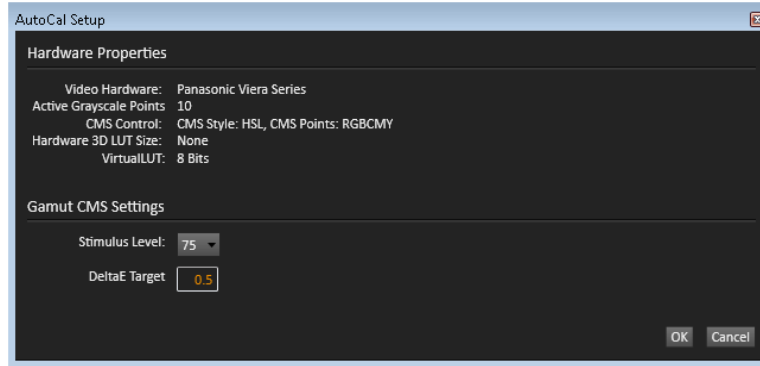 AutoCal Setup
Hardware Properties
Video Hardware: Panasonic Viera Series
Active Grayscale Points 10
CMS Control: CMS Style: HSL, CMS Points: RGBCMY
Hardware 3D LUT Size: None
VirtualLUT: 8 Bits
Gamut CMS Settings
Stimulus Level: 75
DeltaE Target 0.5
OK Cancel